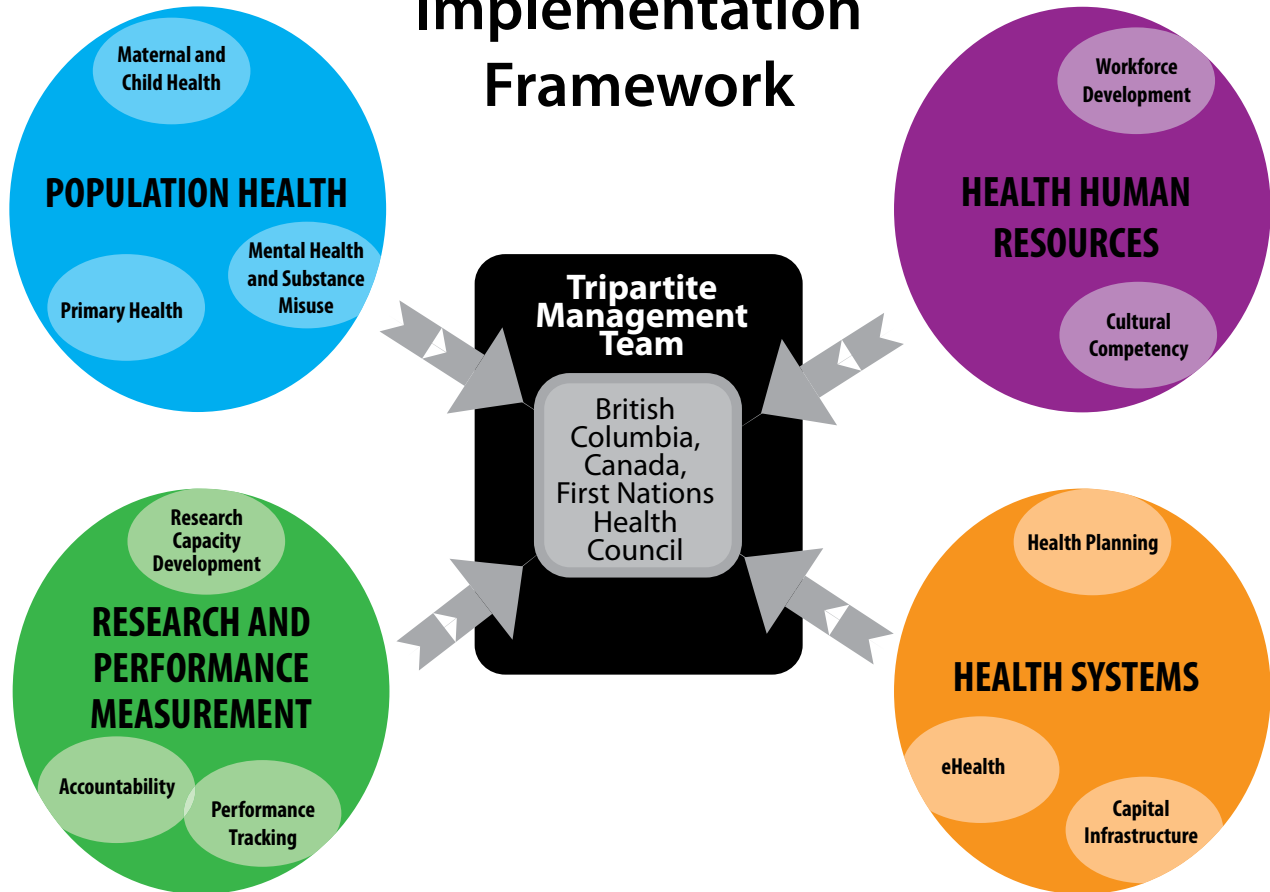 Implementation
Framework
Maternal and
Child Health
POPULATION HEALTH
Mental Health
and Substance
Misuse
Primary Health
Workforce
Development
HEALTH HUMAN
RESOURCES
Cultural
Competency
Tripartite
Management
Team
British
Columbia,
Canada,
First Nations
Health
Council
Research
Capacity
Development
RESEARCH AND
PERFORMANCE
MEASUREMENT
Accountability
Performance
Tracking
Health Planning
HEALTH SYSTEMS
eHealth
Capital
Infrastructure